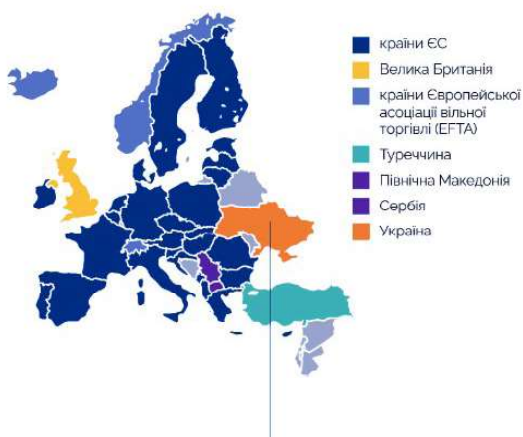 країни ЄС
Велика Британія
країни Європейської
асоціації вільної
торгівлі (EFTA)
Туреччина
Північна Македонія
Сербія
Україна